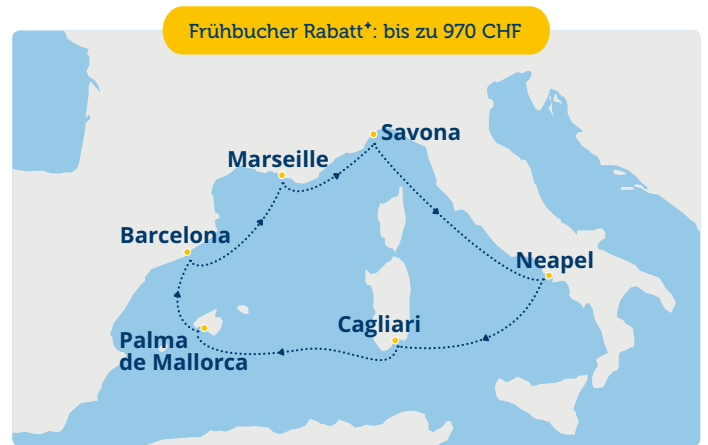 Frühbucher Rabatt✦: bis zu 970 CHF
Savona
Marseille
Barcelona
Neapel
Cagliari
Palma
de Mallorca